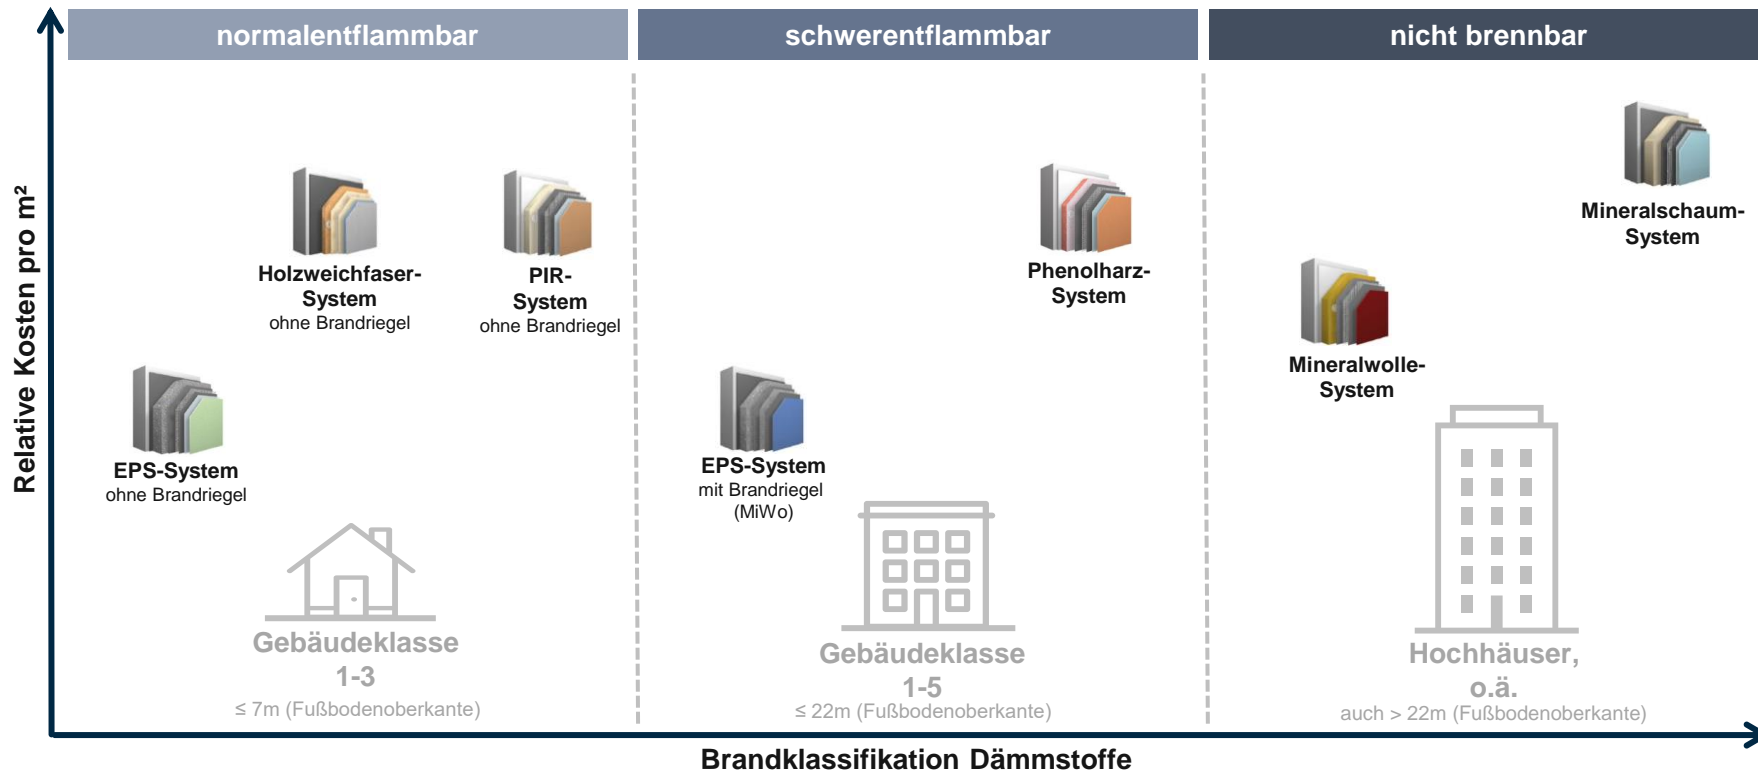 normalentflammbar
schwerentflammbar
nicht brennbar
Relative Kosten pro m²
Holzweichfaser-
System
ohne Brandriegel
PIR-
System
ohne Brandriegel
EPS-System
ohne Brandriegel
Phenolharz-
System
EPS-System
mit Brandriegel
(MiWo)
Mineralschaum-
System
Mineralwolle-
System
Gebäudeklasse
1-3
≤ 7m (Fußbodenoberkante)
Gebäudeklasse
1-5
≤ 22m (Fußbodenoberkante)
Hochhäuser,
o.ä.
auch > 22m (Fußbodenoberkante)
Brandklassifikation Dämmstoffe